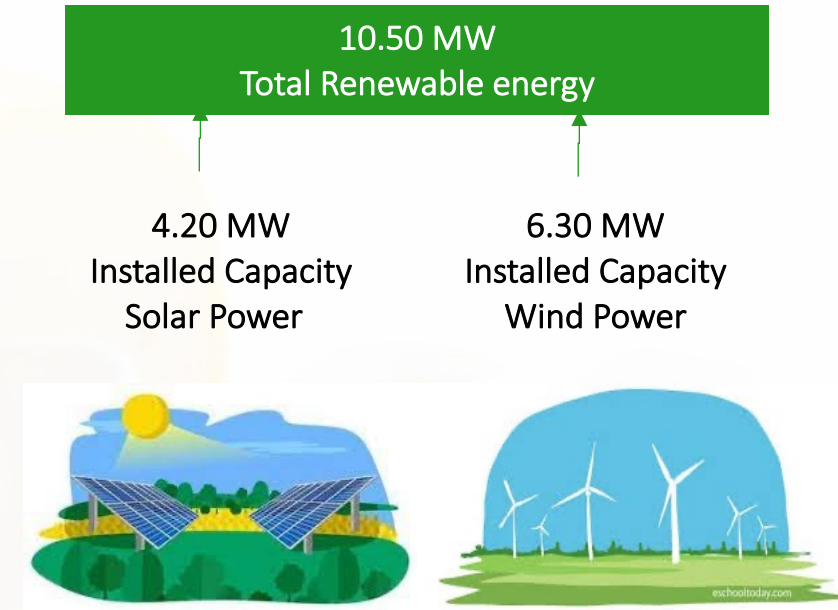 10.50 MW
Total Renewable energy
4.20 MW
Installed Capacity
Solar Power
6.30 MW
Installed Capacity
Wind Power
eschooltoday.com